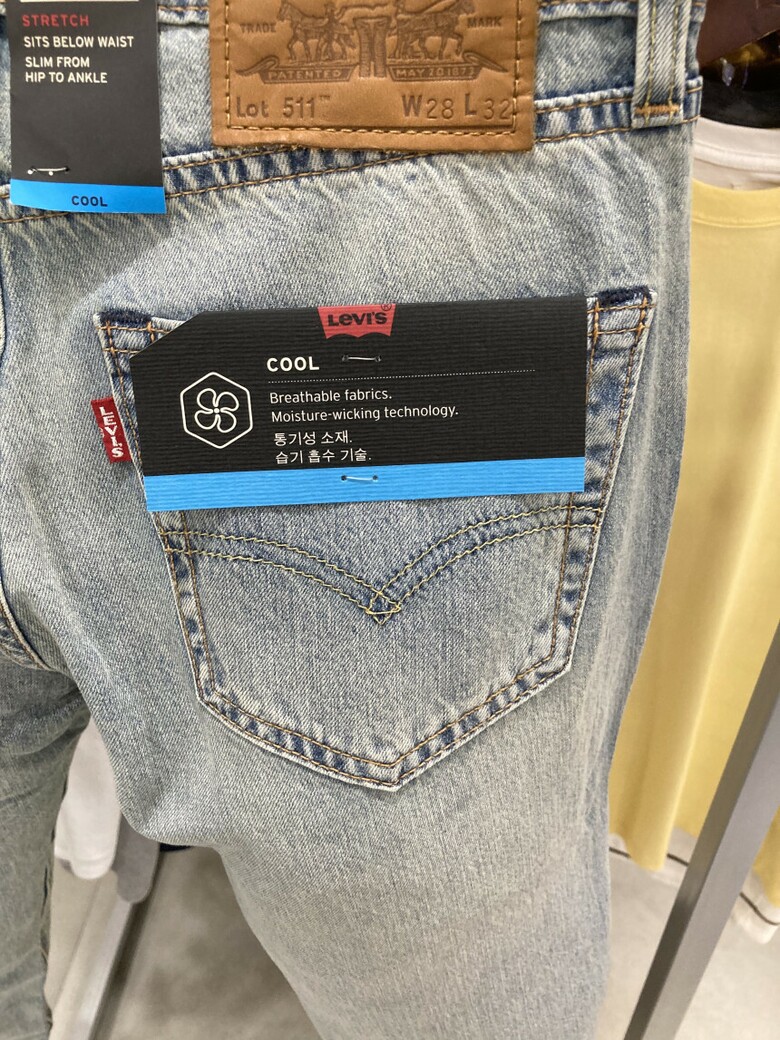 STRETCH
SITS BELOW WAIST
SLIM FROM
HIP TO ANKLE
COOL
TRADE MARK
PATENTED MAY 20 1873
Lot 511™ W28 L32
LEVI'S®
COOL
Breathable fabrics.
Moisture-wicking technology.
통기성 소재.
습기 흡수 기술.
LEVI'S